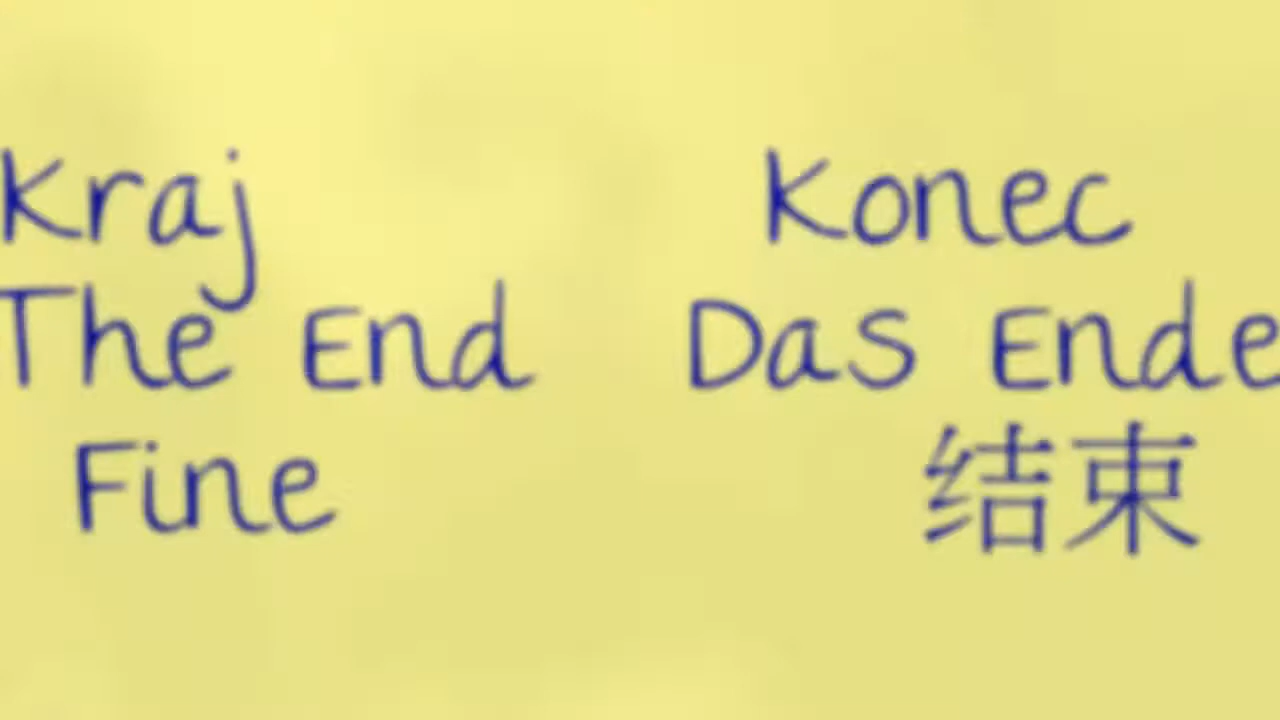 Kraj Konec
The End Das Ende
Fine 结束